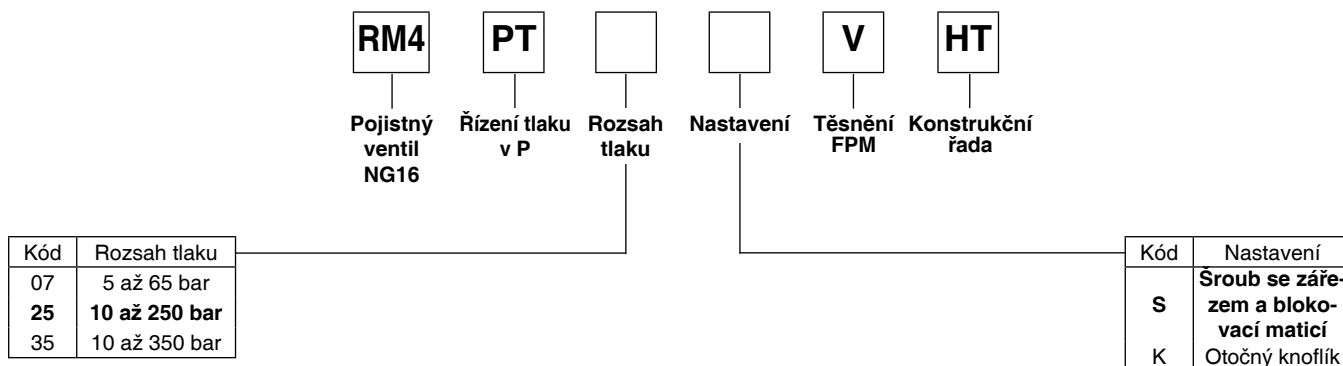 RM4 PT V HT
Pojistný ventil NG16
Řízení tlaku v P
Rozsah tlaku
Nastavení
Těsnění FPM
Konstrukční řada
Kód Rozsah tlaku
07 5 až 65 bar
25 10 až 250 bar
35 10 až 350 bar
Kód Nastavení
S Šroub se záře-
zem a bloko-
vací maticí
K Otočný knoflík